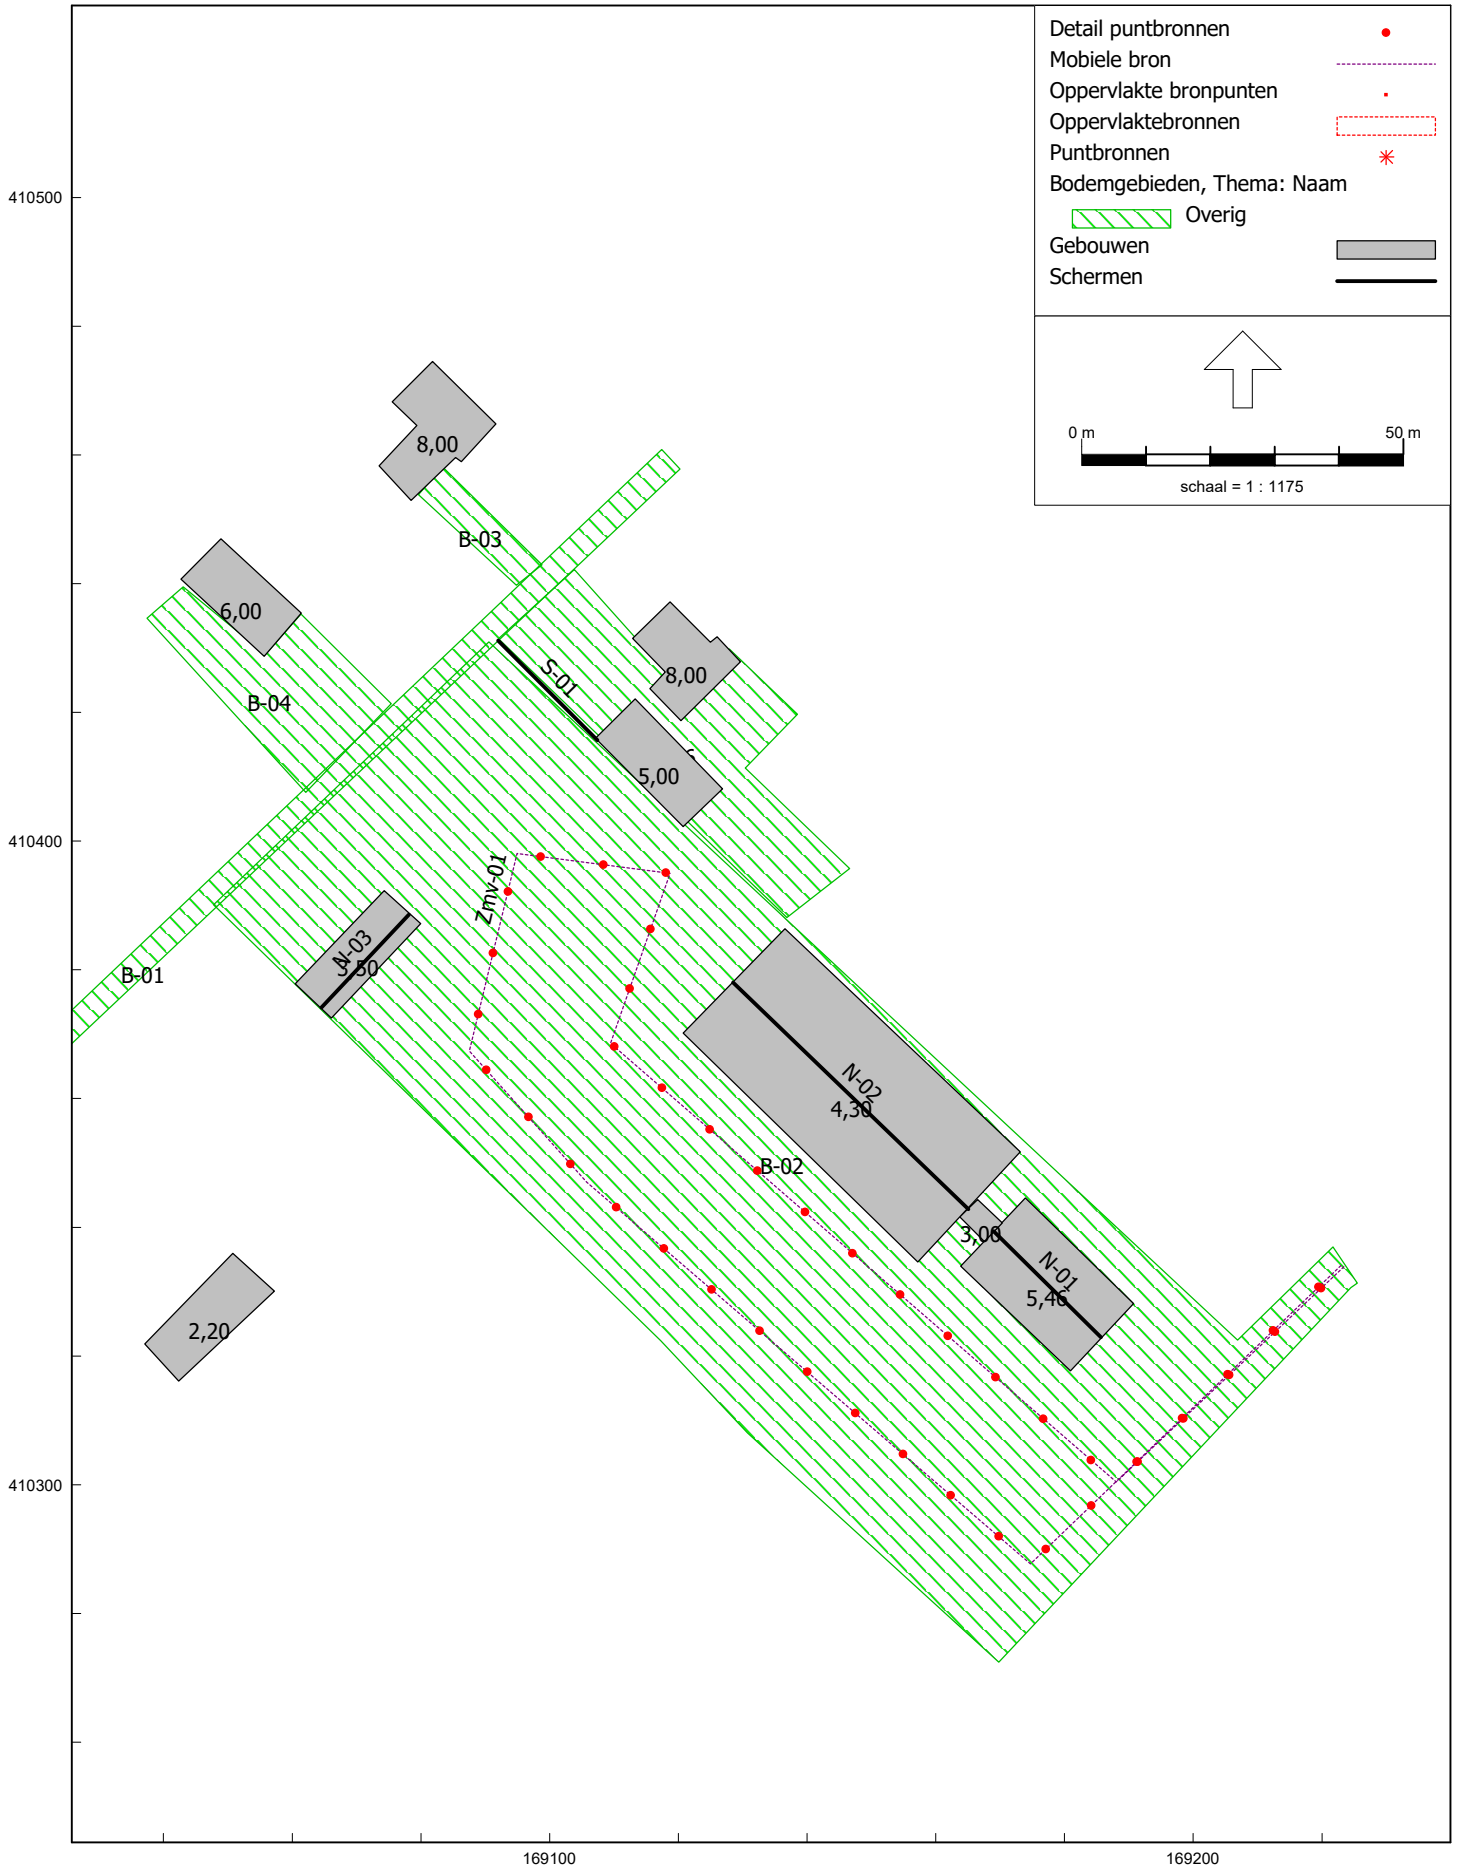 Detail puntbronnen
Mobiele bron
Oppervlakte bronpunten
Oppervlaktebronnen
Puntbronnen
Bodemgebieden, Thema: Naam
Overig
Gebouwen
Schermen
0 m 50 m
schaal = 1 : 1175
410500
8,00
B-03
6,00
B-04
S-01
8,00
5,00
410400
Zmv-01
N-03
3,50
B-01
N-02
4,30
B-02
3,00
N-01
5,46
2,20
410300
169100
169200